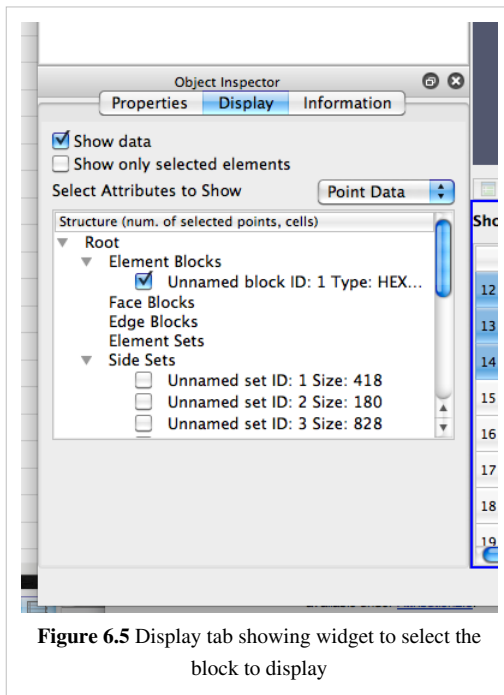 Object Inspector
Properties Display Information
Show data
Show only selected elements
Select Attributes to Show Point Data
Structure (num. of selected points, cells)
Root
Element Blocks
Unnamed block ID: 1 Type: HEX...
Face Blocks
Edge Blocks
Element Sets
Side Sets
Unnamed set ID: 1 Size: 418
Unnamed set ID: 2 Size: 180
Unnamed set ID: 3 Size: 828
Sho
12
13
14
15
16
17
18
19
Figure 6.5 Display tab showing widget to select the
block to display